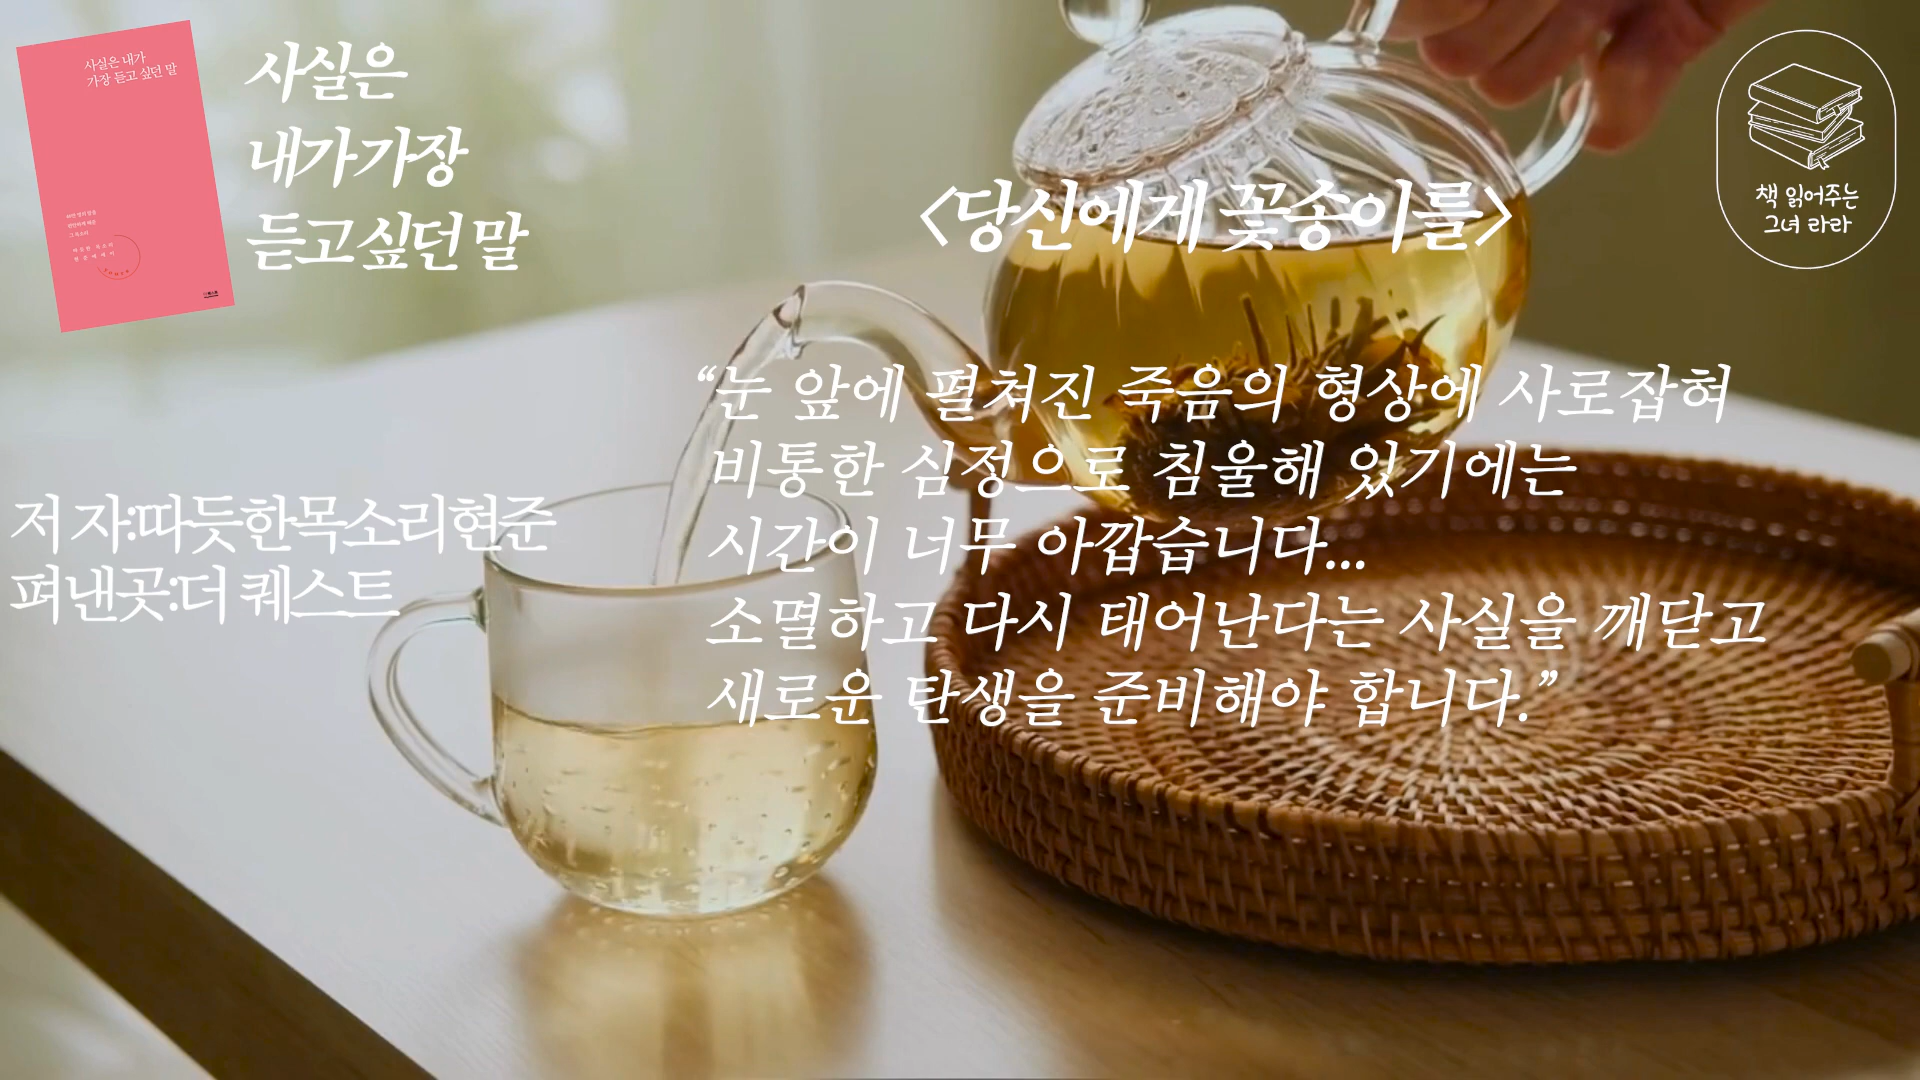 사실은 내가
가장 듣고 싶던 말
사실은
내가 가장
듣고 싶던 말
<당신에게 꽃송이를>
책 읽어주는
그녀 라라
“눈 앞에 펼쳐진 죽음의 형상에 사로잡혀
비통한 심정으로 침울해 있기에는
시간이 너무 아깝습니다...
소멸하고 다시 태어난다는 사실을 깨닫고
새로운 탄생을 준비해야 합니다.”
저 자:따듯한목소리현준
펴낸곳:더 퀘스트